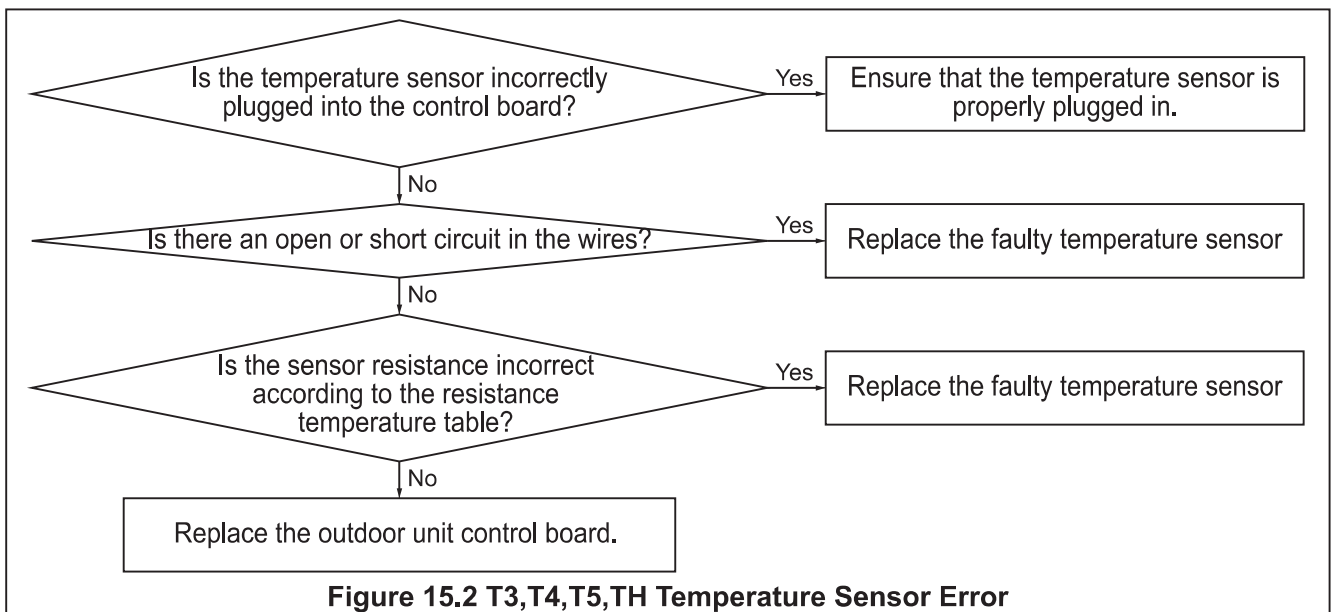 Is the temperature sensor incorrectly
plugged into the control board?
Yes
Ensure that the temperature sensor is
properly plugged in.
No
Is there an open or short circuit in the wires?
Yes
Replace the faulty temperature sensor
No
Is the sensor resistance incorrect
according to the resistance
temperature table?
Yes
Replace the faulty temperature sensor
No
Replace the outdoor unit control board.
Figure 15.2 T3,T4,T5,TH Temperature Sensor Error